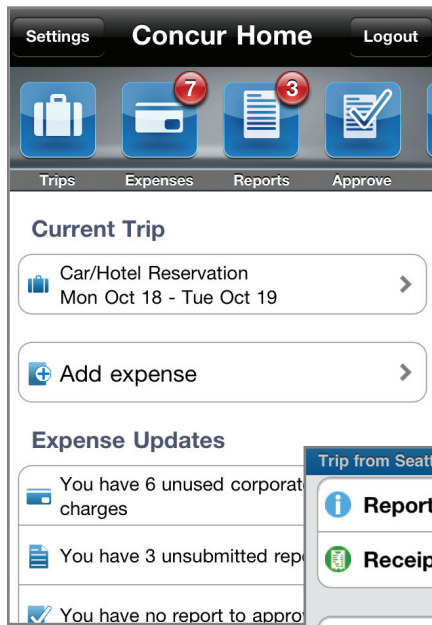 Settings
Concur Home
Logout
7
3
Trips
Expenses
Reports
Approve
Current Trip
Car/Hotel Reservation
Mon Oct 18 - Tue Oct 19
Add expense
Expense Updates
You have 6 unused corporat
charges
You have 3 unsubmitted rep
You have no report to approv
Trip from Seatt
Report
Receip